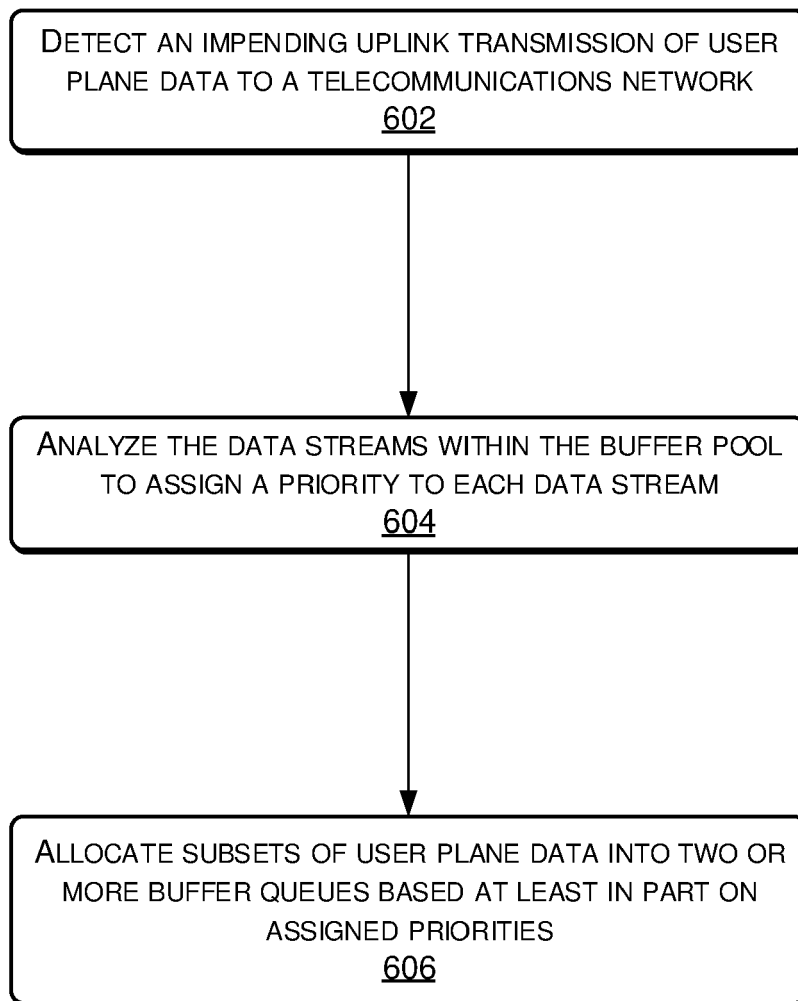 DETECT AN IMPENDING UPLINK TRANSMISSION OF USER
PLANE DATA TO A TELECOMMUNICATIONS NETWORK
602
ANALYZE THE DATA STREAMS WITHIN THE BUFFER POOL
TO ASSIGN A PRIORITY TO EACH DATA STREAM
604
ALLOCATE SUBSETS OF USER PLANE DATA INTO TWO OR
MORE BUFFER QUEUES BASED AT LEAST IN PART ON
ASSIGNED PRIORITIES
606